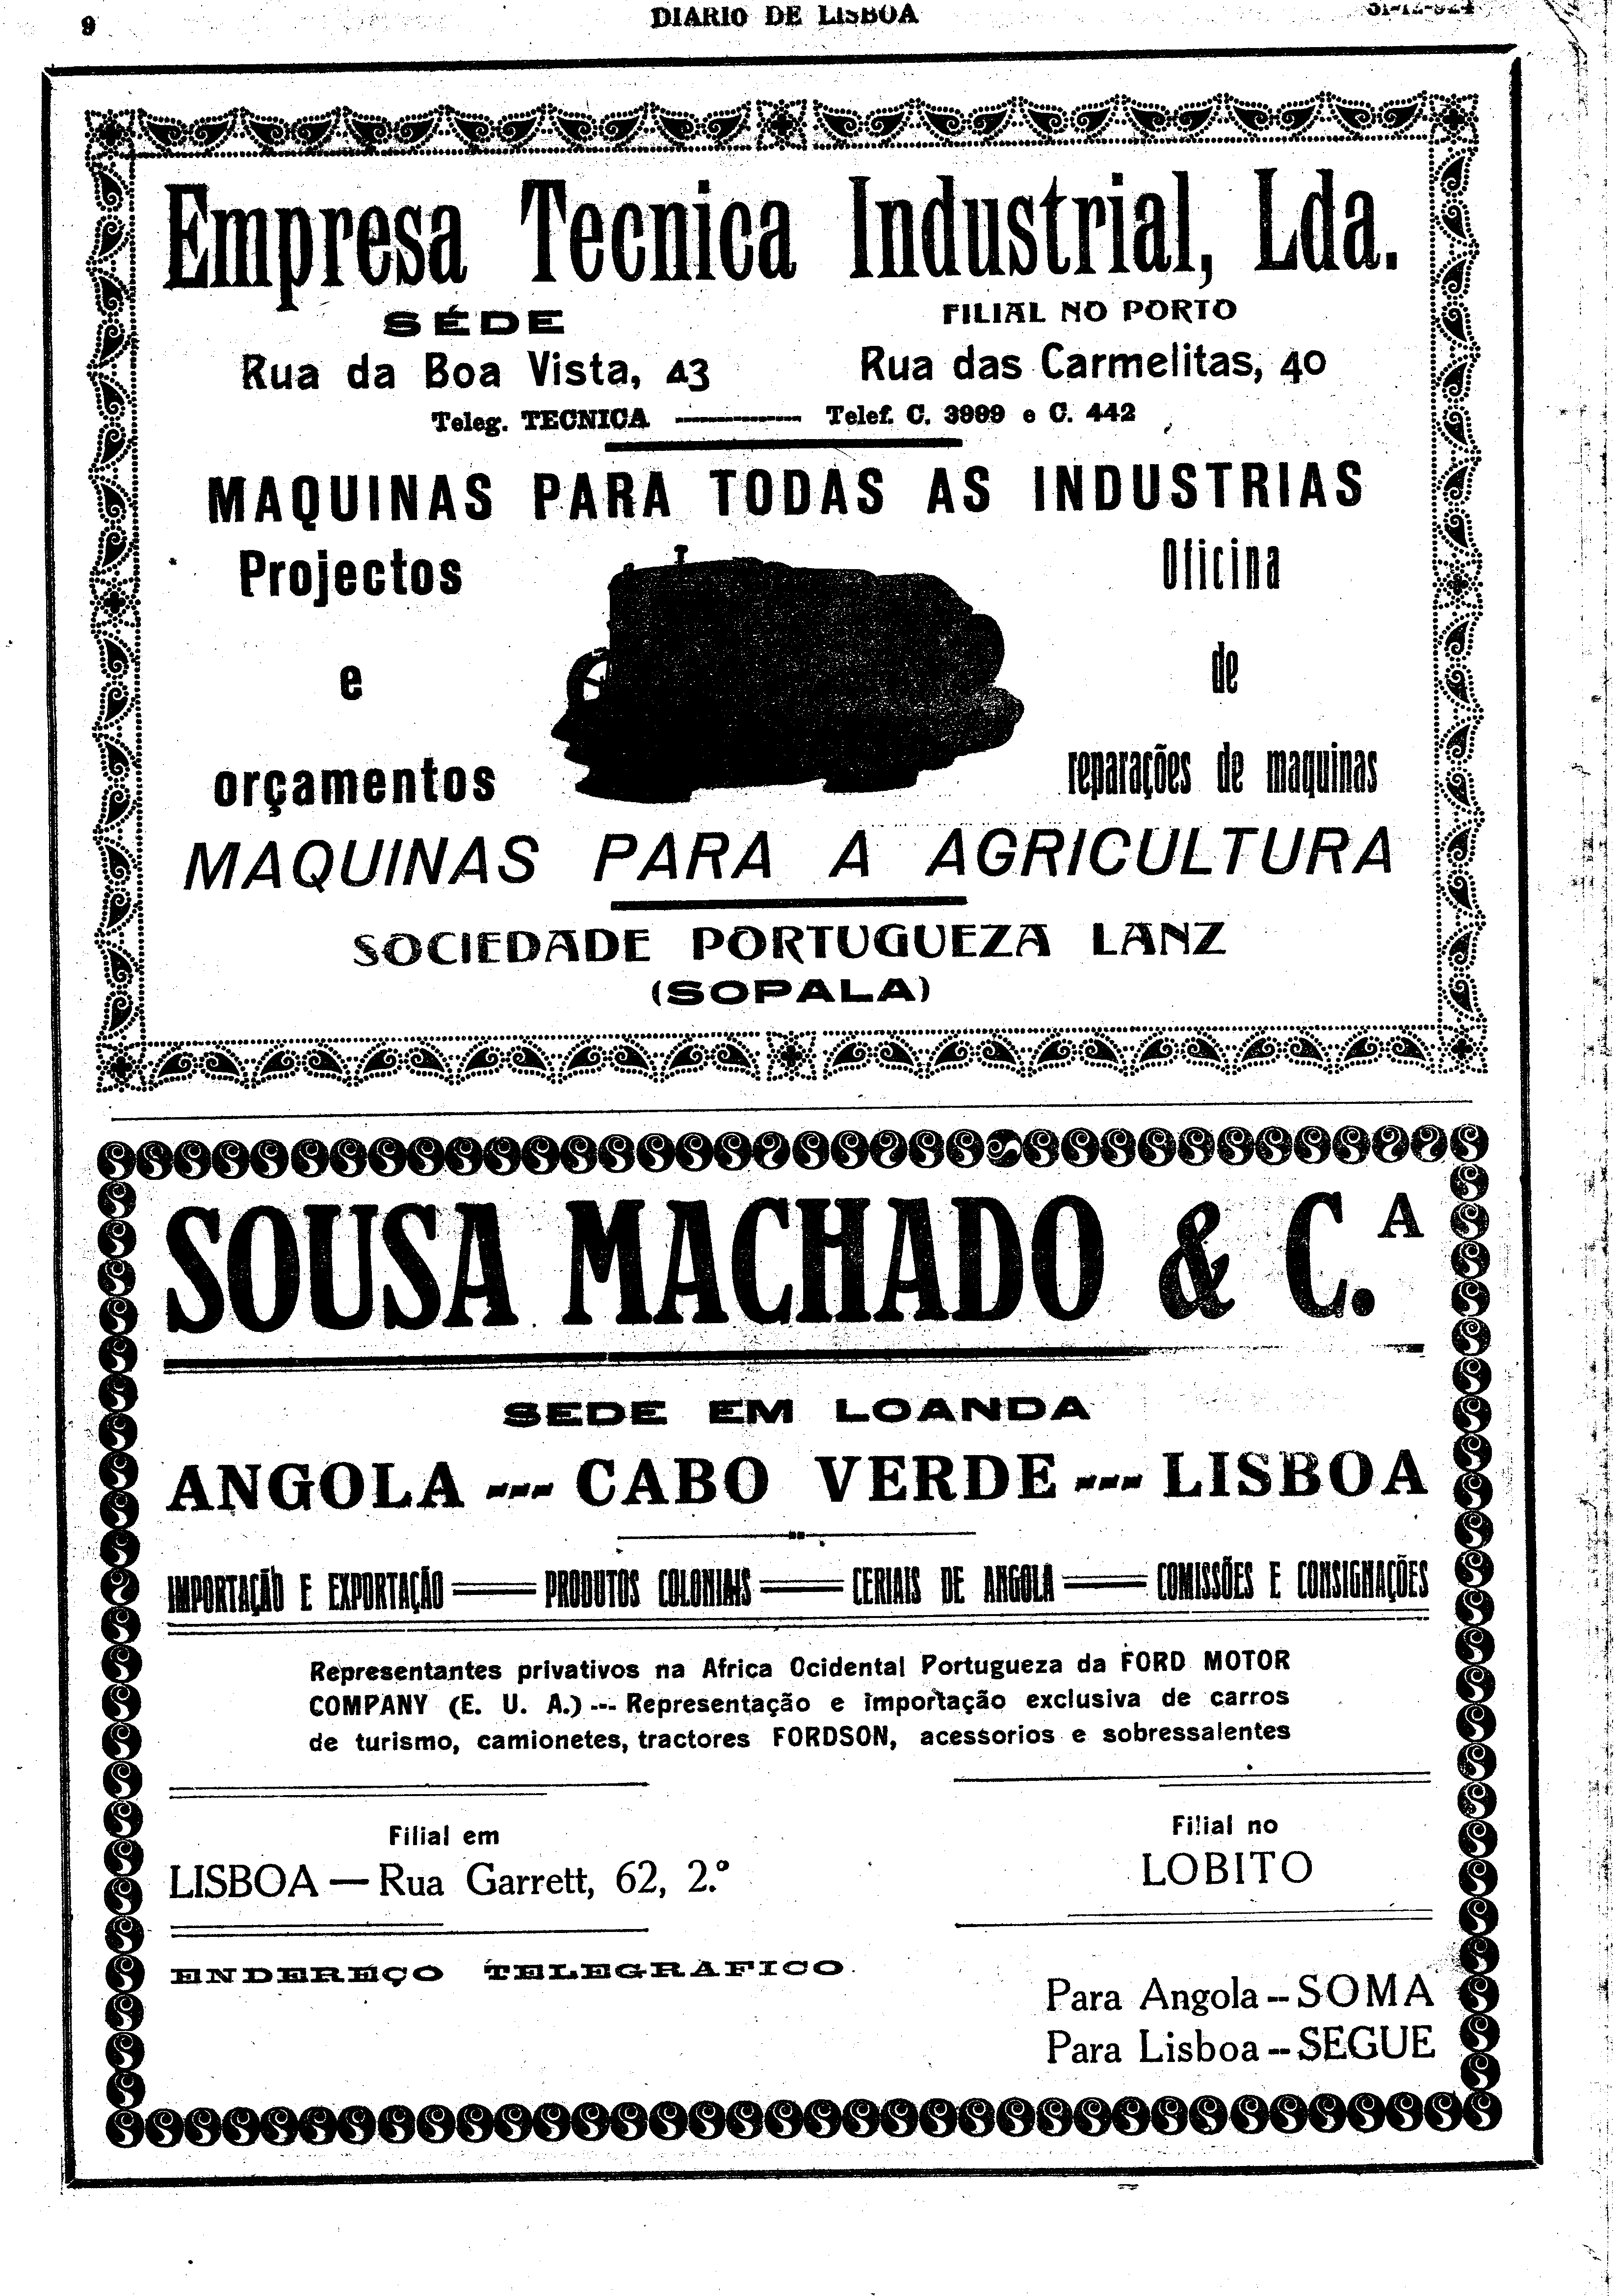 9
DIARIO DE LISBOA
31-12-924
Empresa Tecnica Industrial, Lda.
SÉDE
FILIAL NO PORTO
Rua da Boa Vista, 43
Rua das Carmelitas, 40
Teleg. TECNICA ———— Telef. C. 3999 e C. 442
MAQUINAS PARA TODAS AS INDUSTRIAS
Projectos
e
orçamentos
Oficina
de
reparações de maquinas
MAQUINAS PARA A AGRICULTURA
SOCIEDADE PORTUGUEZA LANZ
(SOPALA)
SOUSA MACHADO & C.A
SEDE EM LOANDA
ANGOLA --- CABO VERDE --- LISBOA
IMPORTAÇÃO E EXPORTAÇÃO —— PRODUTOS COLONIAIS —— CERIAIS DE ANGOLA —— COMISSÕES E CONSIGNAÇÕES
Representantes privativos na Africa Ocidental Portugueza da FORD MOTOR
COMPANY (E. U. A.) --- Representação e importação exclusiva de carros
de turismo, camionetes, tractores FORDSON, acessorios e sobressalentes
Filial em
LISBOA — Rua Garrett, 62, 2.º
Filial no
LOBITO
ENDEREÇO TELEGRAFICO
Para Angola -- SOMA
Para Lisboa -- SEGUE